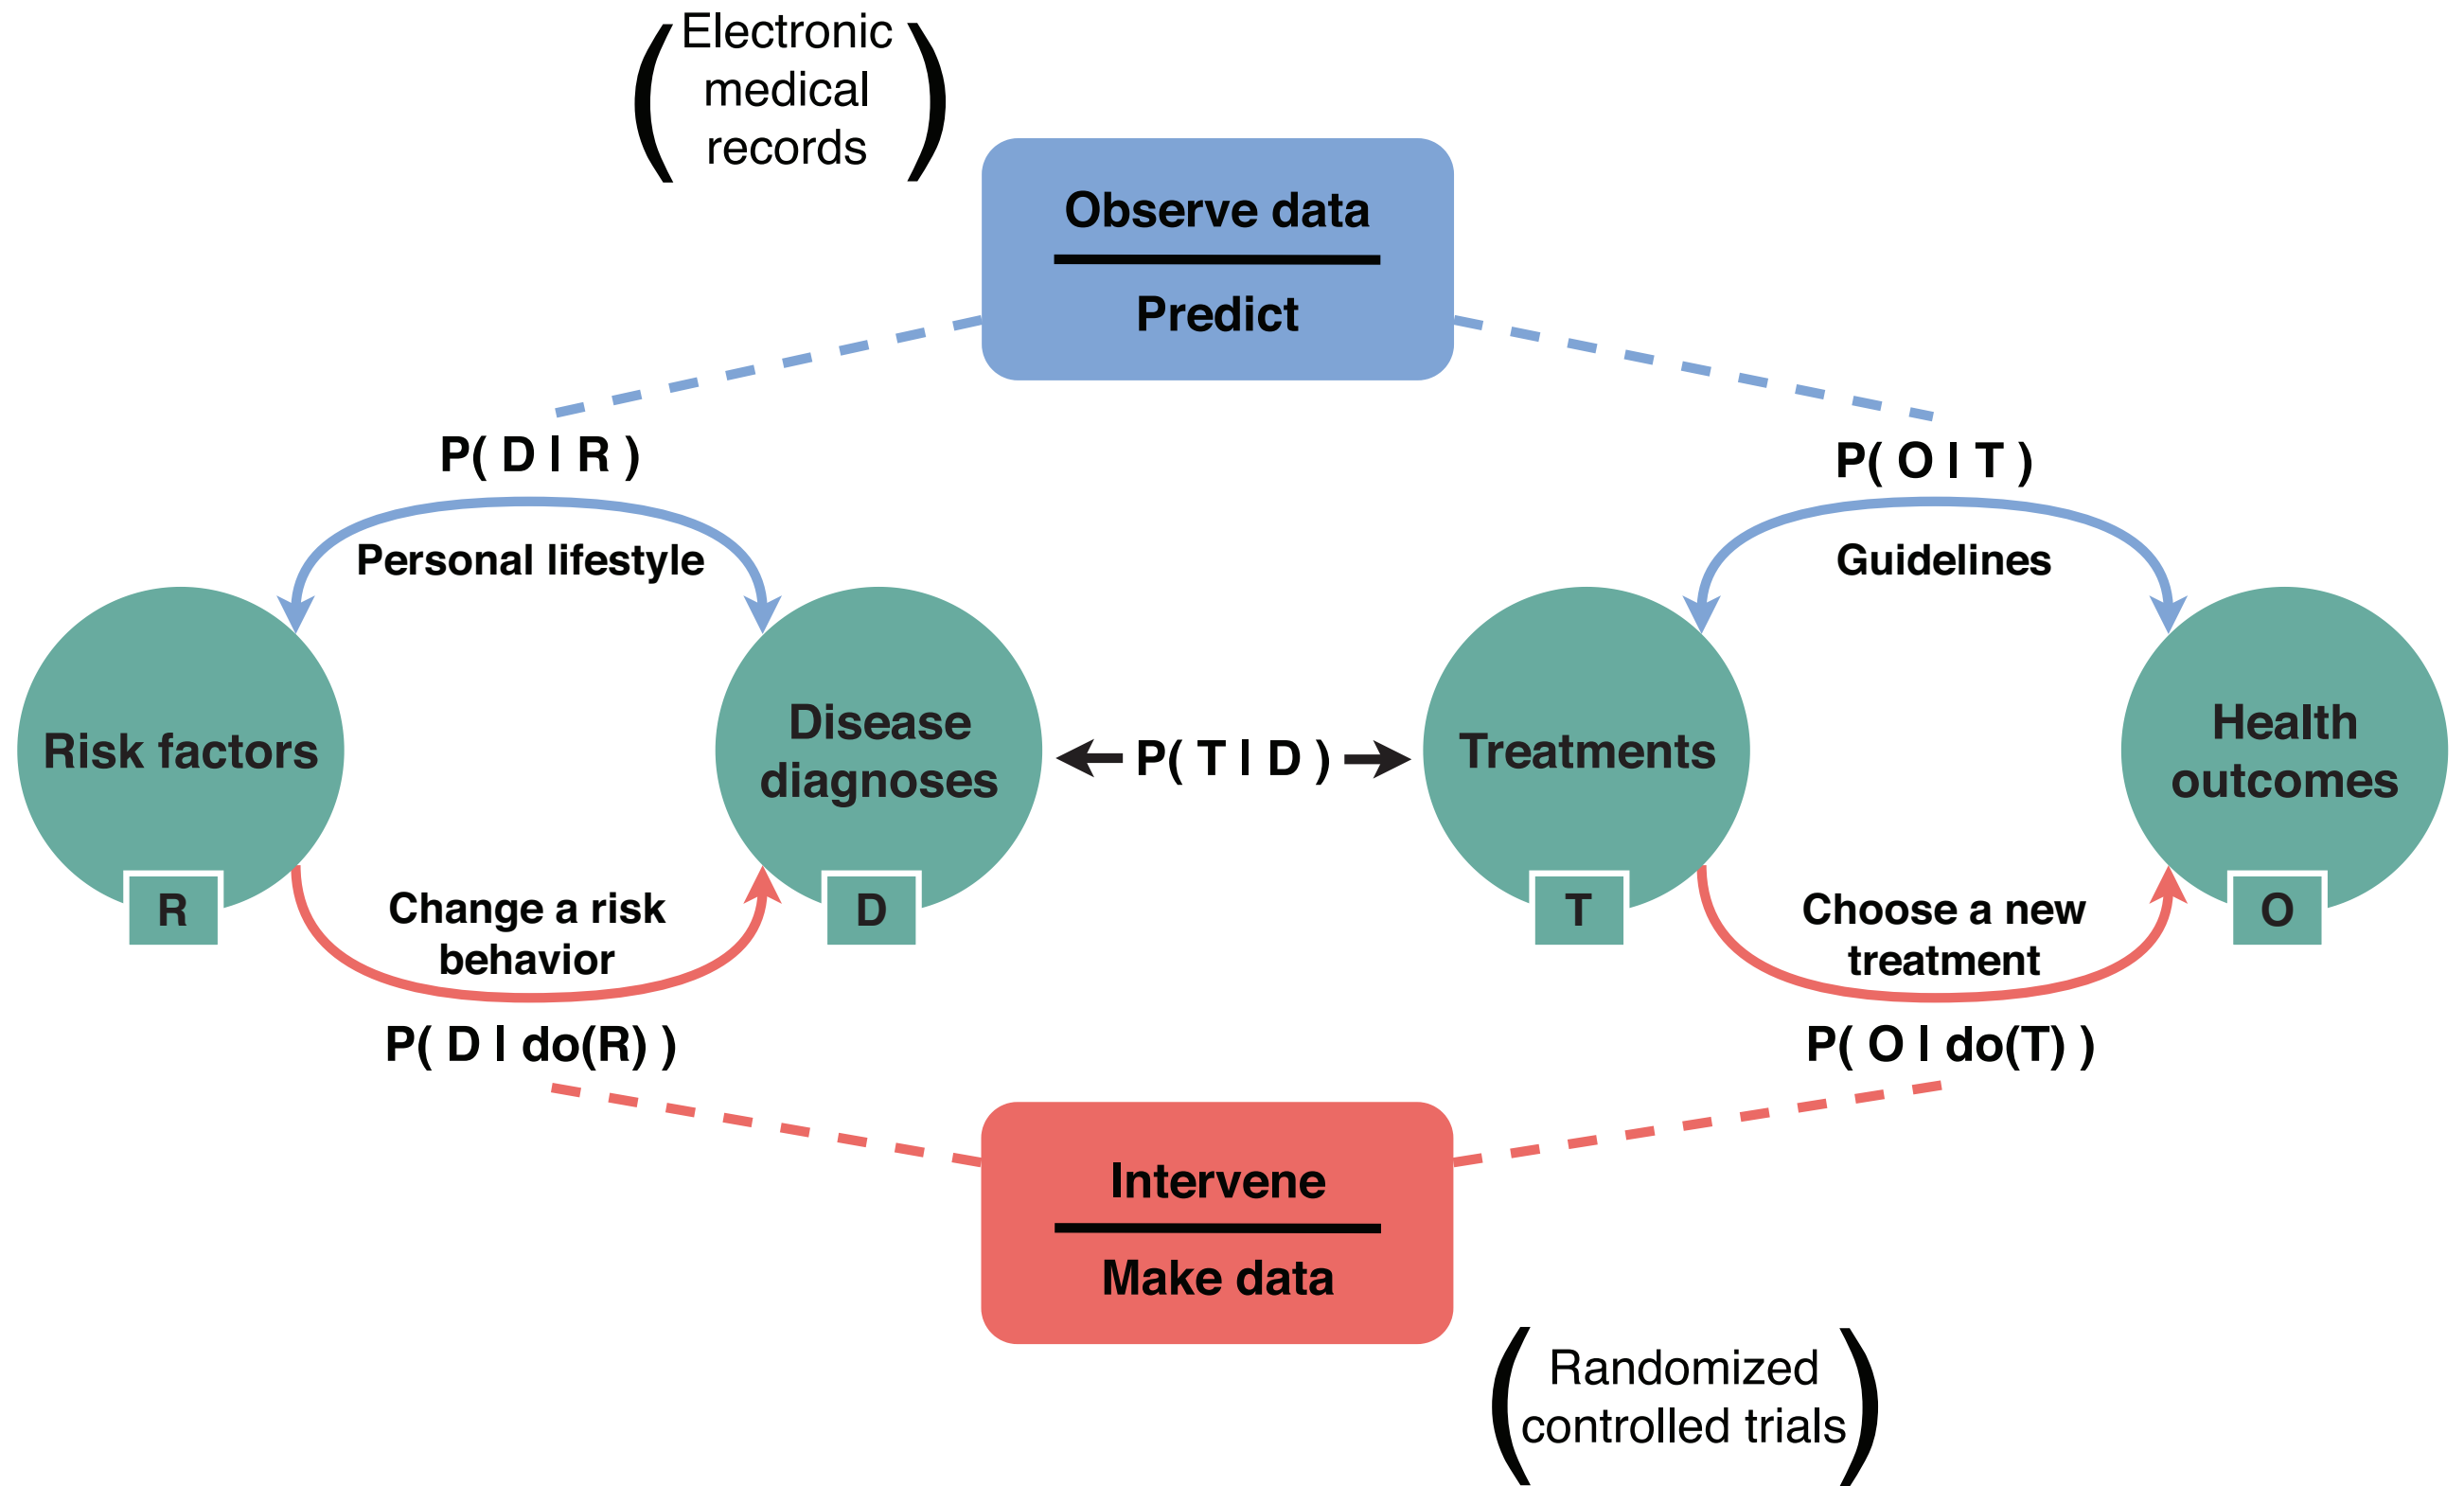 Electronic
medical
records
Observe data
Predict
P( D | R )
P( O | T )
Personal lifestyle
Guidelines
Risk factors
Disease
diagnoses
P( T | D )
Treatments
Health
outcomes
R
Change a risk
behavior
D
T
Choose a new
treatment
O
P( D | do(R) )
P( O | do(T) )
Intervene
Make data
Randomized
controlled trials